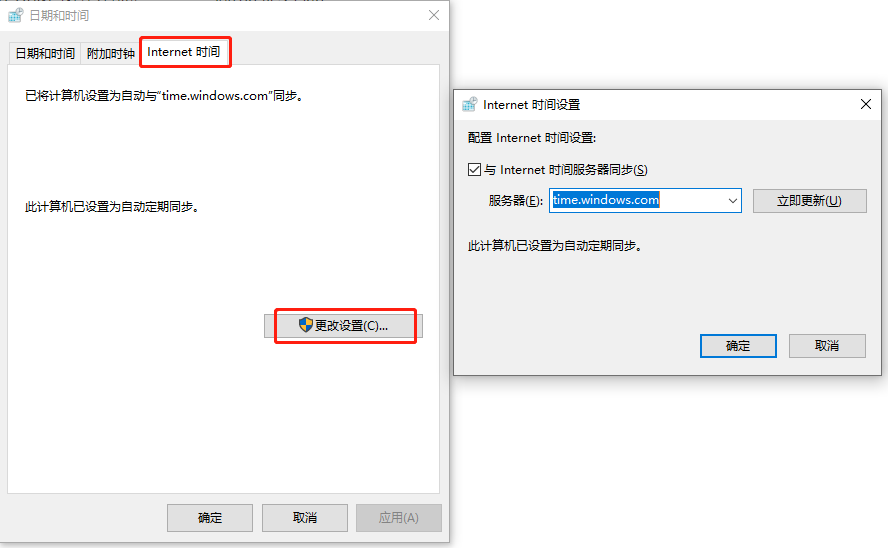 日期和时间
日期和时间 附加时钟 Internet 时间
已将计算机设置为自动与“time.windows.com”同步。
此计算机已设置为自动定期同步。
更改设置(C)...
确定 取消 应用(A)
Internet 时间设置
配置 Internet 时间设置:
与 Internet 时间服务器同步(S)
服务器(E): time.windows.com 立即更新(U)
此计算机已设置为自动定期同步。
确定 取消